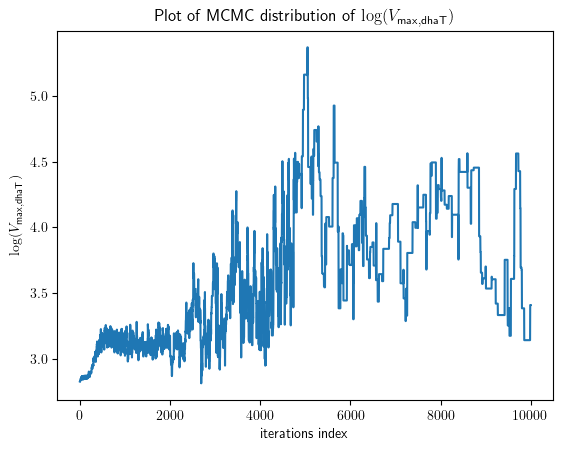 Plot of MCMC distribution of log(V_max,dhaT)
log(V_max,dhaT)
5.0
4.5
4.0
3.5
3.0
0 2000 4000 6000 8000 10000
iterations index